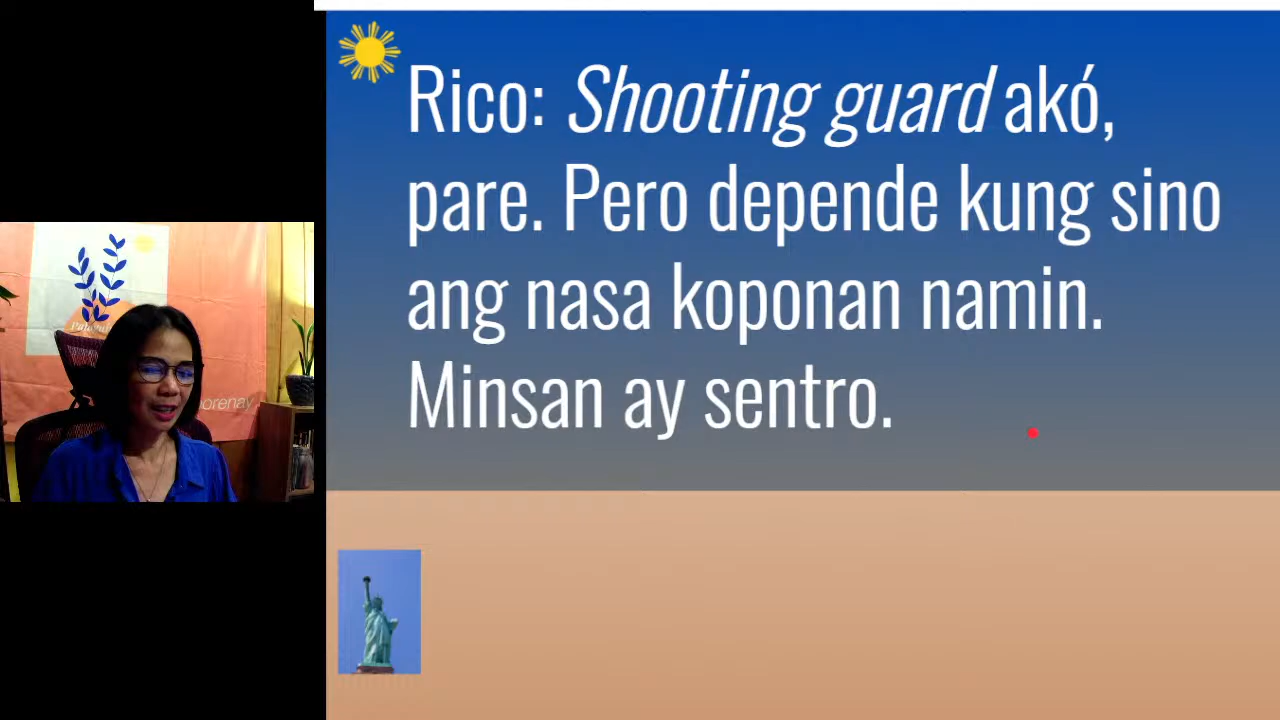 Rico: Shooting guard akó,
pare. Pero depende kung sino
ang nasa koponan namin.
Minsan ay sentro.